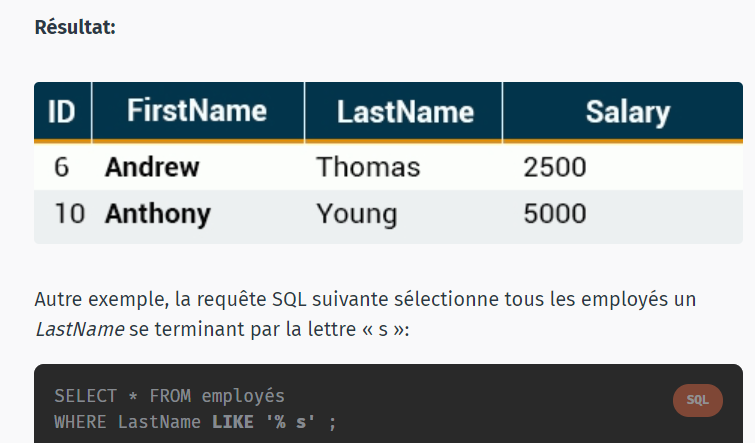 Résultat:
ID FirstName LastName Salary
6 Andrew Thomas 2500
10 Anthony Young 5000
Autre exemple, la requête SQL suivante sélectionne tous les employés un
LastName se terminant par la lettre « s »:
SELECT * FROM employés
SQL
WHERE LastName LIKE '% s' ;